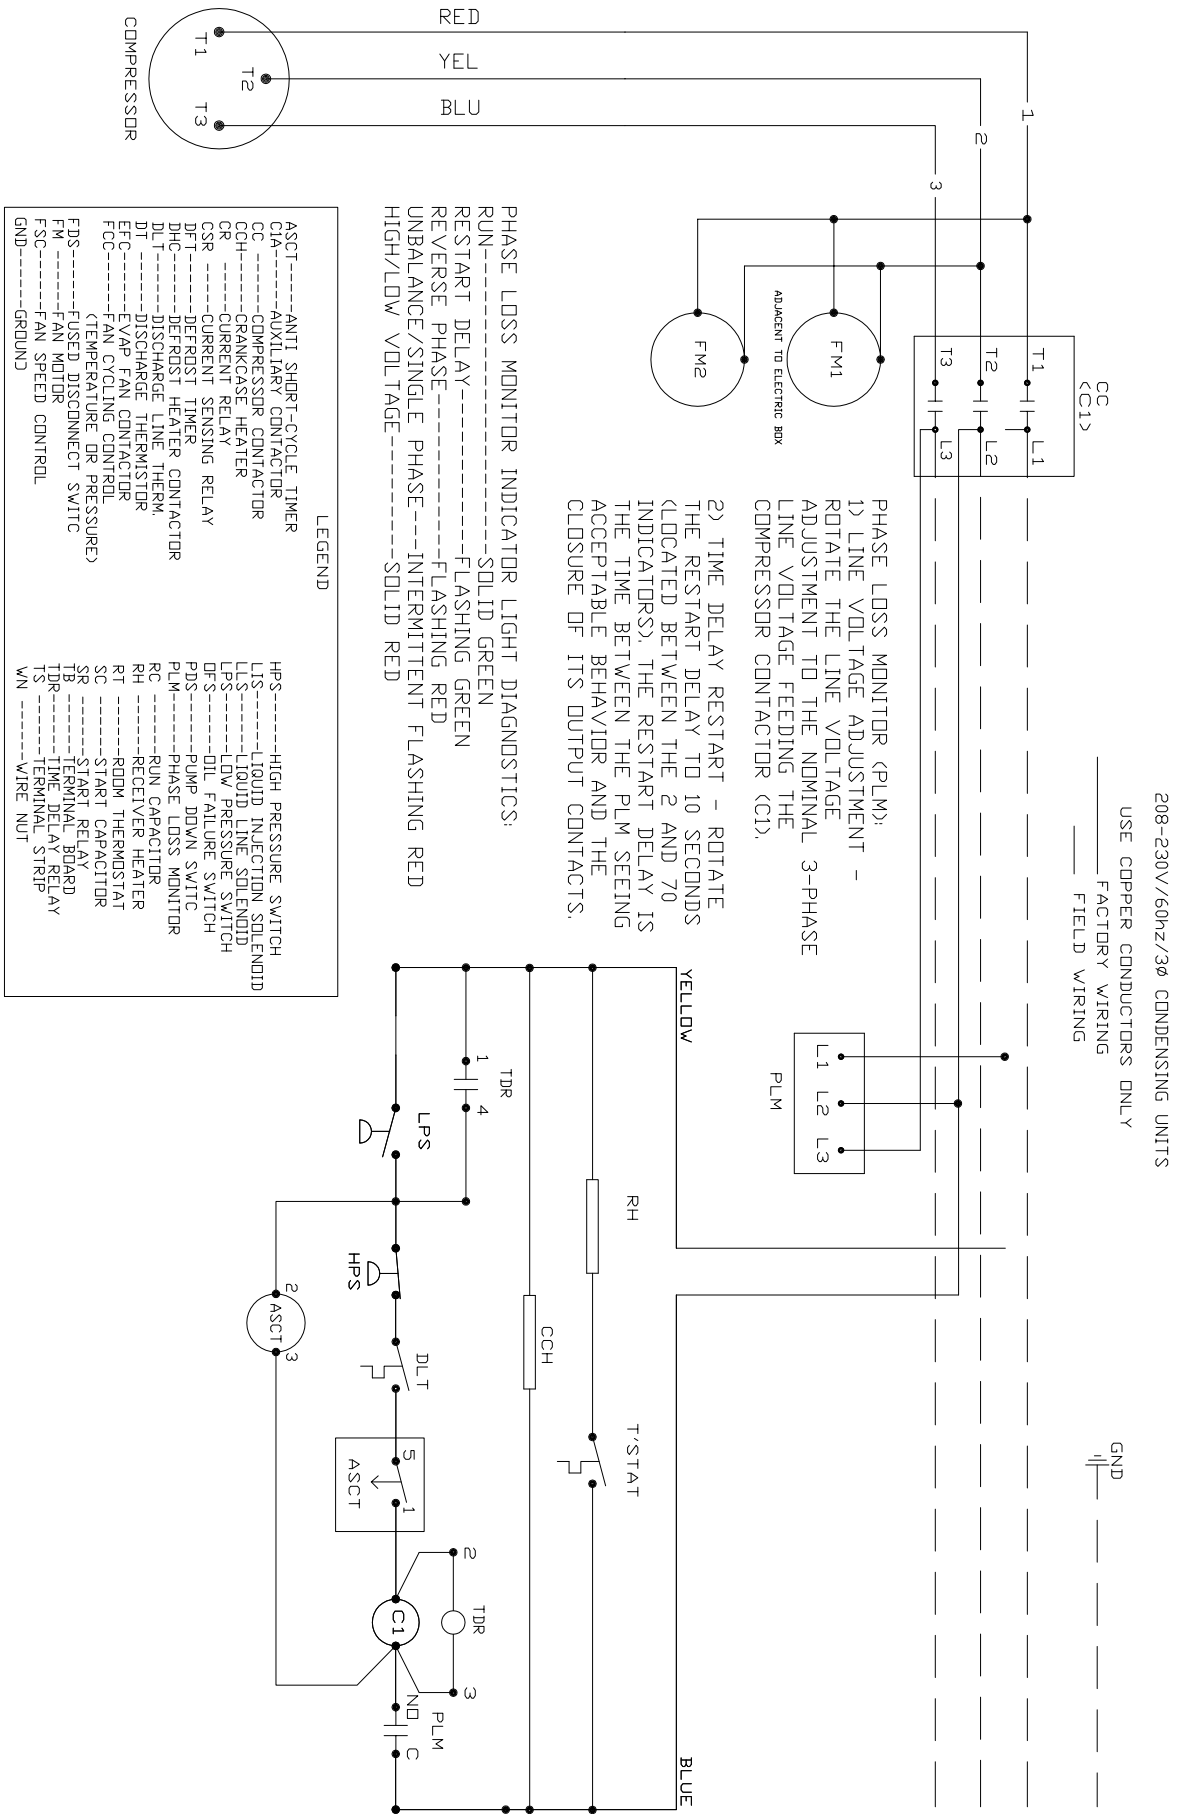 208-230V/60hz/3Ø CONDENSING UNITS
USE COPPER CONDUCTORS ONLY
FACTORY WIRING
FIELD WIRING
GND
CC
(C1)
T1
L1
T2
L2
T3
L3
1
2
3
RED
YEL
BLU
T1
T2
T3
COMPRESSOR
FM1
ADJACENT TO ELECTRIC BOX
FM2
PHASE LOSS MONITOR (PLM):
1) LINE VOLTAGE ADJUSTMENT -
ROTATE THE LINE VOLTAGE
ADJUSTMENT TO THE NOMINAL 3-PHASE
LINE VOLTAGE FEEDING THE
COMPRESSOR CONTACTOR (C1).
2) TIME DELAY RESTART - ROTATE
THE RESTART DELAY TO 10 SECONDS
(LOCATED BETWEEN THE 2 AND 70
INDICATORS). THE RESTART DELAY IS
THE TIME BETWEEN THE PLM SEEING
ACCEPTABLE BEHAVIOR AND THE
CLOSURE OF ITS OUTPUT CONTACTS.
PHASE LOSS MONITOR INDICATOR LIGHT DIAGNOSTICS:
RUN---------------------SOLID GREEN
RESTART DELAY-----------FLASHING GREEN
REVERSE PHASE-----------FLASHING RED
UNBALANCE/SINGLE PHASE---INTERMITTENT FLASHING RED
HIGH/LOW VOLTAGE--------SOLID RED
L1
L2
L3
PLM
YELLOW
BLUE
RH
T'STAT
CCH
1
TDR
4
LPS
HPS
DLT
5
1
ASCT
2
ASCT
3
2
TDR
3
C1
NO
PLM
C
LEGEND
ASCT-----ANTI SHORT-CYCLE TIMER
C1A------AUXILIARY CONTACTOR
CC ------COMPRESSOR CONTACTOR
CCH------CRANKCASE HEATER
CR ------CURRENT RELAY
CSR -----CURRENT SENSING RELAY
DFT------DEFROST TIMER
DHC------DEFROST HEATER CONTACTOR
DLT------DISCHARGE LINE THERM.
DT ------DISCHARGE THERMISTOR
EFC------EVAP FAN CONTACTOR
FCC------FAN CYCLING CONTROL
(TEMPERATURE OR PRESSURE)
FDS------FUSED DISCONNECT SWITC
FM ------FAN MOTOR
FSC------FAN SPEED CONTROL
GND------GROUND
HPS------HIGH PRESSURE SWITCH
LIS------LIQUID INJECTION SOLENOID
LLS------LIQUID LINE SOLENOID
LPS------LOW PRESSURE SWITCH
OFS------OIL FAILURE SWITCH
PDS------PUMP DOWN SWITC
PLM------PHASE LOSS MONITOR
RC ------RUN CAPACITOR
RH ------RECEIVER HEATER
RT ------ROOM THERMOSTAT
SC ------START CAPACITOR
SR ------START RELAY
TB ------TERMINAL BOARD
TDR------TIME DELAY RELAY
TS ------TERMINAL STRIP
WN ------WIRE NUT